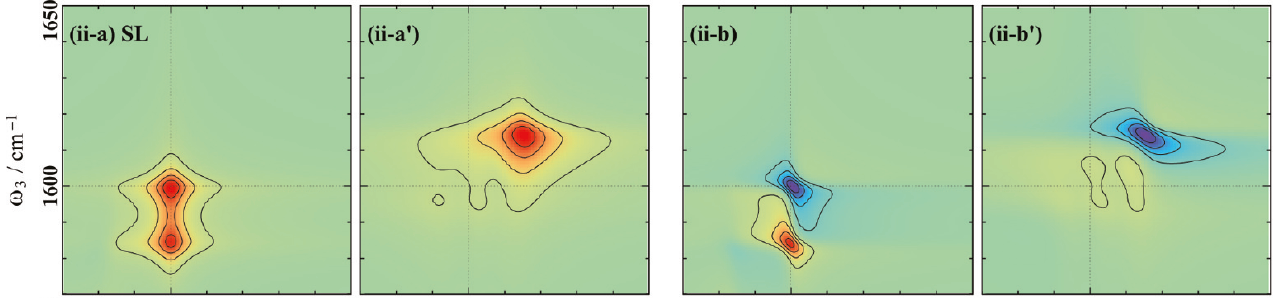 1650
(ii-a) SL
(ii-a')
(ii-b)
(ii-b')
ω₃ / cm⁻¹
1600